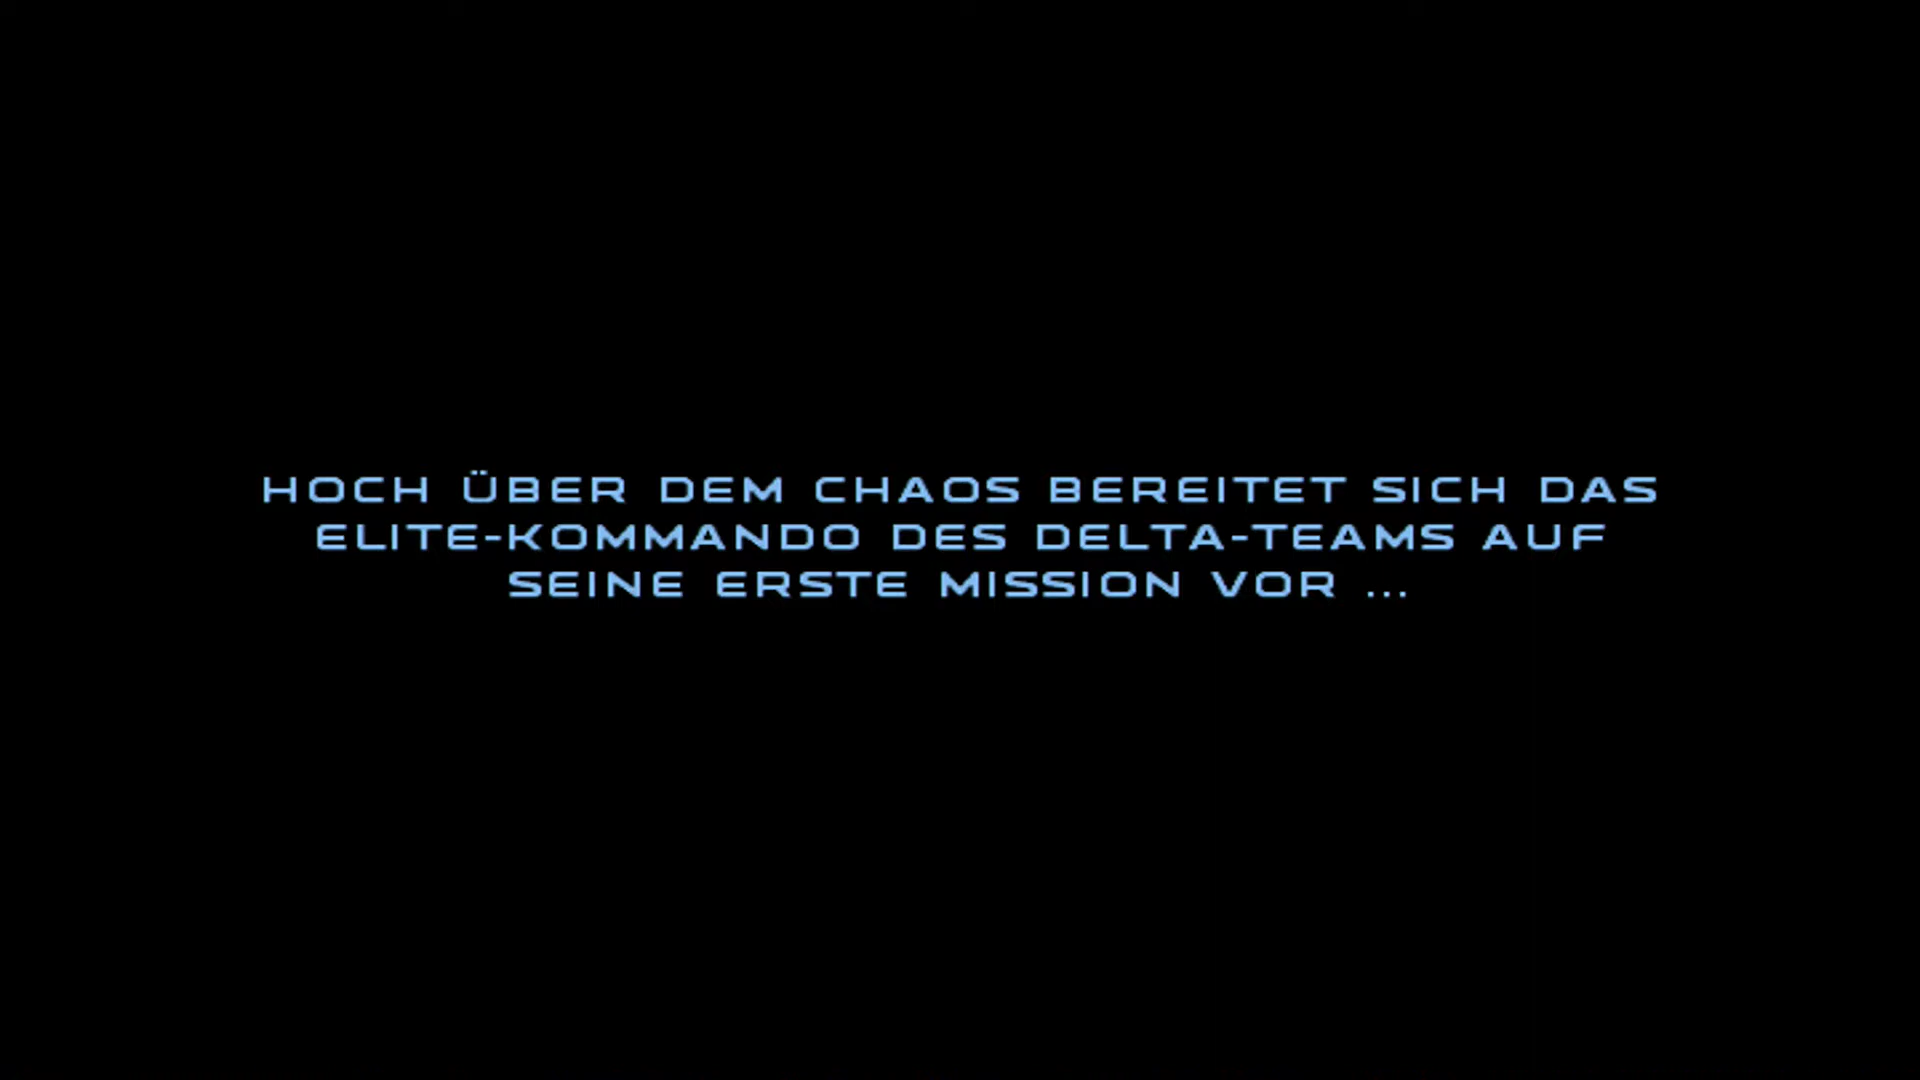 HOCH ÜBER DEM CHAOS BEREITET SICH DAS
ELITE-KOMMANDO DES DELTA-TEAMS AUF
SEINE ERSTE MISSION VOR ...